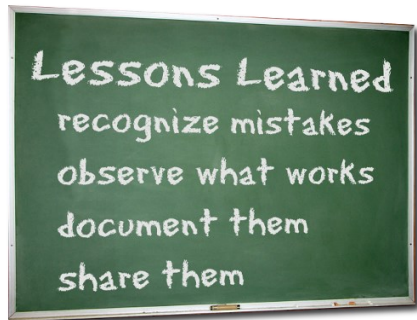 Lessons Learned
recognize mistakes
observe what works
document them
share them